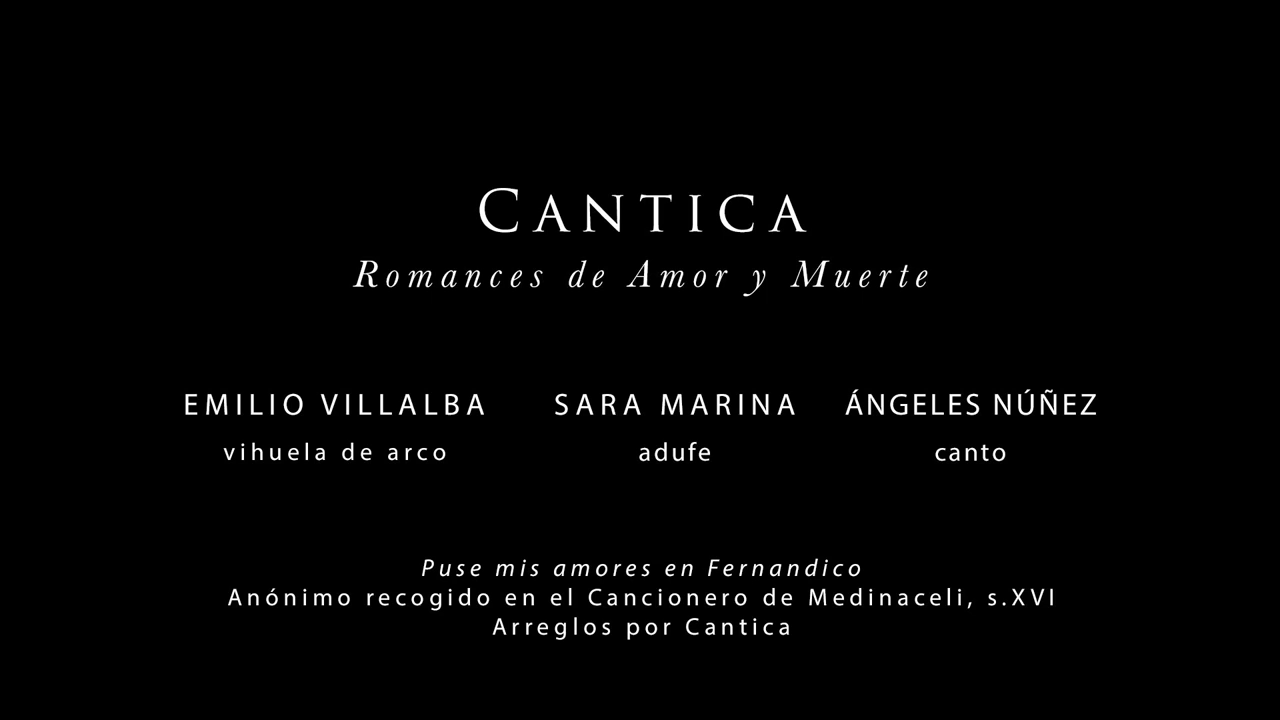 CANTICA
Romances de Amor y Muerte
EMILIO VILLALBA SARA MARINA ÁNGELES NÚÑEZ
vihuela de arco adufe canto
Puse mis amores en Fernandico
Anónimo recogido en el Cancionero de Medinaceli, s.XVI
Arreglos por Cantica